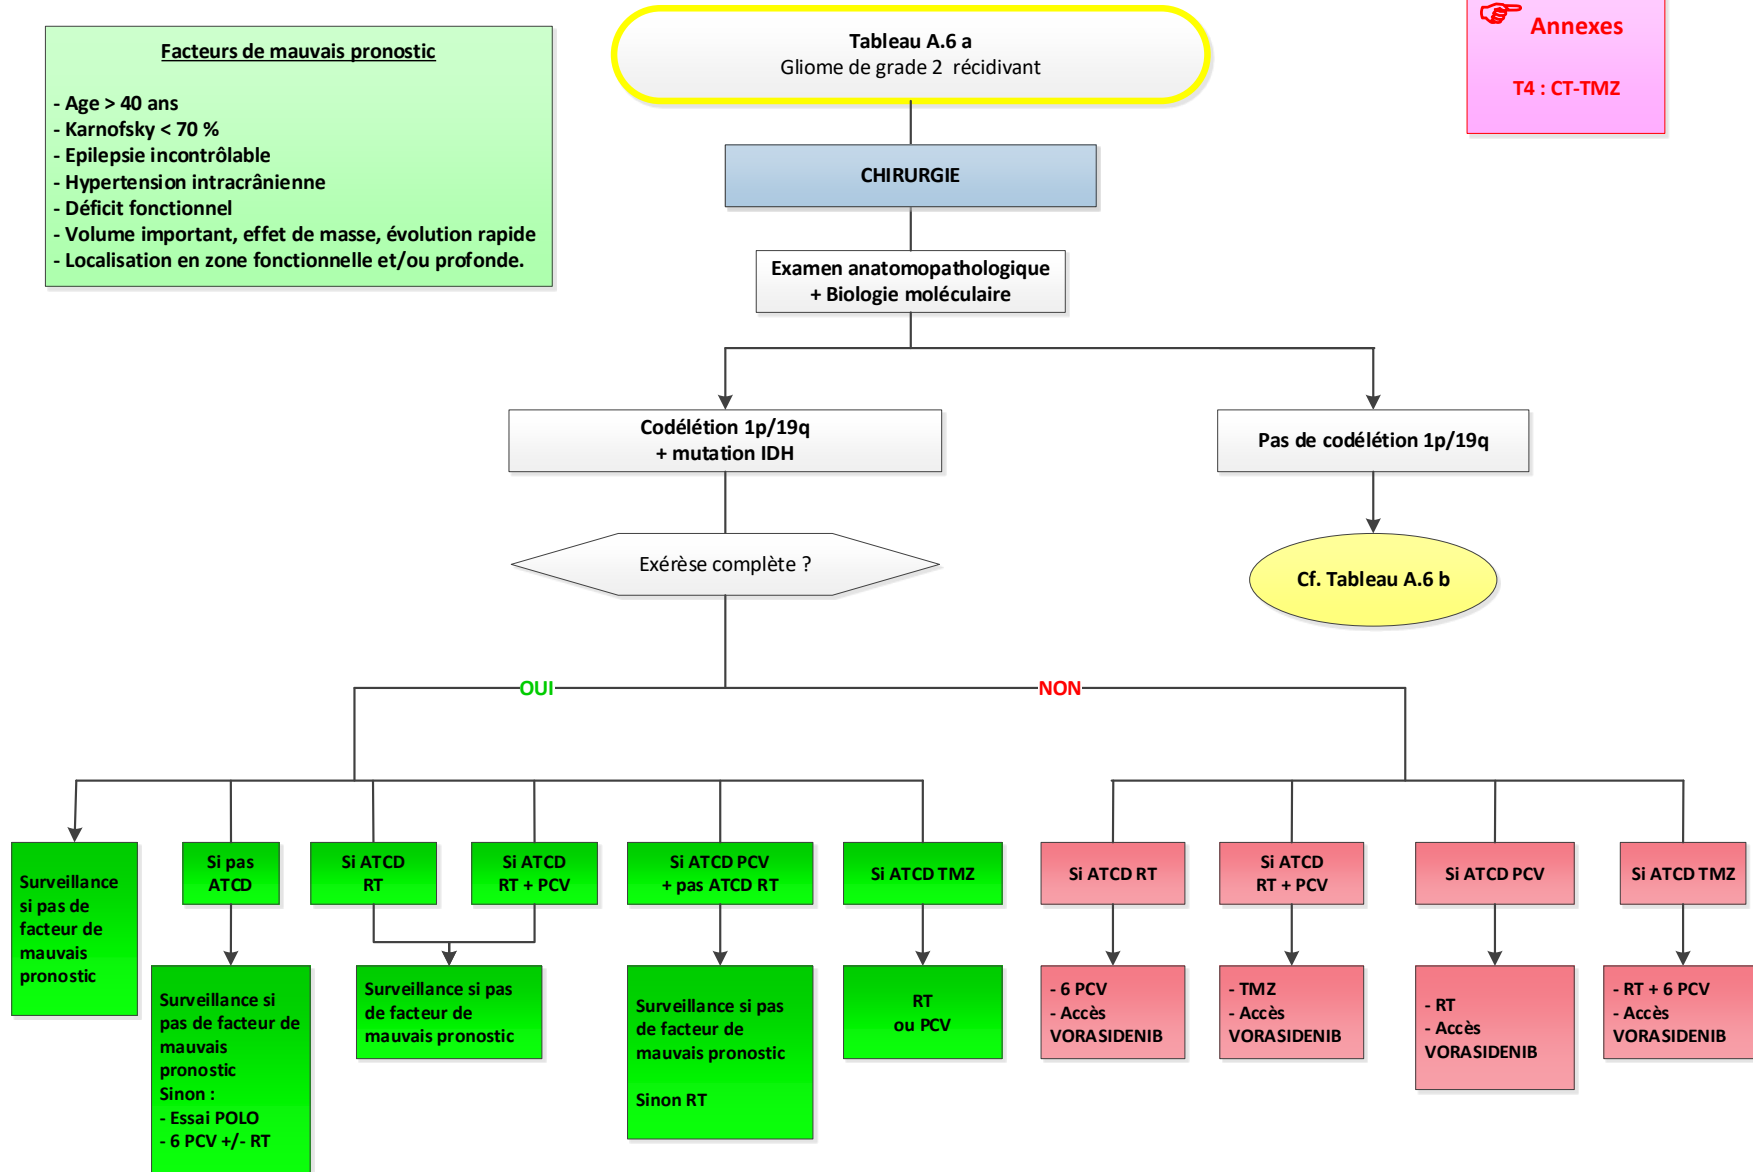 Facteurs de mauvais pronostic
- Age > 40 ans
- Karnofsky < 70 %
- Epilepsie incontrôlable
- Hypertension intracrânienne
- Déficit fonctionnel
- Volume important, effet de masse, évolution rapide
- Localisation en zone fonctionnelle et/ou profonde.
Tableau A.6 a
Gliome de grade 2 récidivant
Annexes
T4 : CT-TMZ
CHIRURGIE
Examen anatomopathologique
+ Biologie moléculaire
Codélétion 1p/19q
+ mutation IDH
Pas de codélétion 1p/19q
Exérèse complète ?
Cf. Tableau A.6 b
OUI
NON
Surveillance
si pas de
facteur de
mauvais
pronostic
Si pas
ATCD
Si ATCD
RT
Si ATCD
RT + PCV
Si ATCD PCV
+ pas ATCD RT
Si ATCD TMZ
Si ATCD RT
Si ATCD
RT + PCV
Si ATCD PCV
Si ATCD TMZ
Surveillance si
pas de facteur de
mauvais
pronostic
Sinon :
- Essai POLO
- 6 PCV +/- RT
Surveillance si pas
de facteur de
mauvais pronostic
Surveillance si pas
de facteur de
mauvais pronostic
Sinon RT
RT
ou PCV
- 6 PCV
- Accès
VORASIDENIB
- TMZ
- Accès
VORASIDENIB
- RT
- Accès
VORASIDENIB
- RT + 6 PCV
- Accès
VORASIDENIB